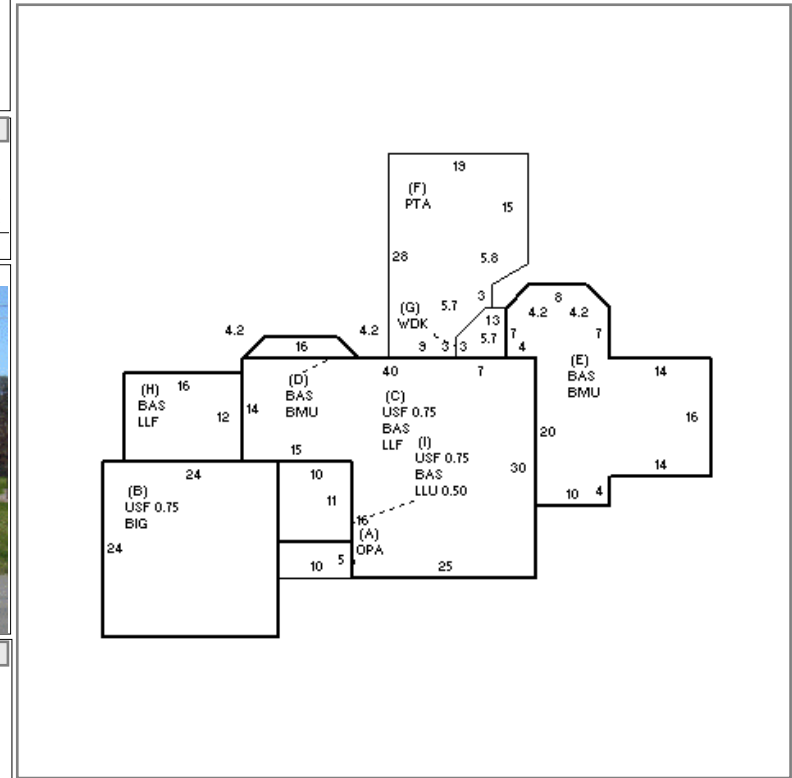 19
(F)
PTA
15
28
5.8
3
5.7
(G)
WDK
13
5.7
9
3
3
8
4.2
4.2
7
7
4
(E)
BAS
BMU
14
16
14
20
10
4
4.2
4.2
16
(D)
BAS
BMU
14
15
40
7
(C)
USF 0.75
BAS
LLF
(I)
USF 0.75
BAS
LLU 0.50
30
25
(H)
BAS
LLF
16
12
24
(B)
USF 0.75
BIG
24
10
11
16
(A)
OPA
10
5